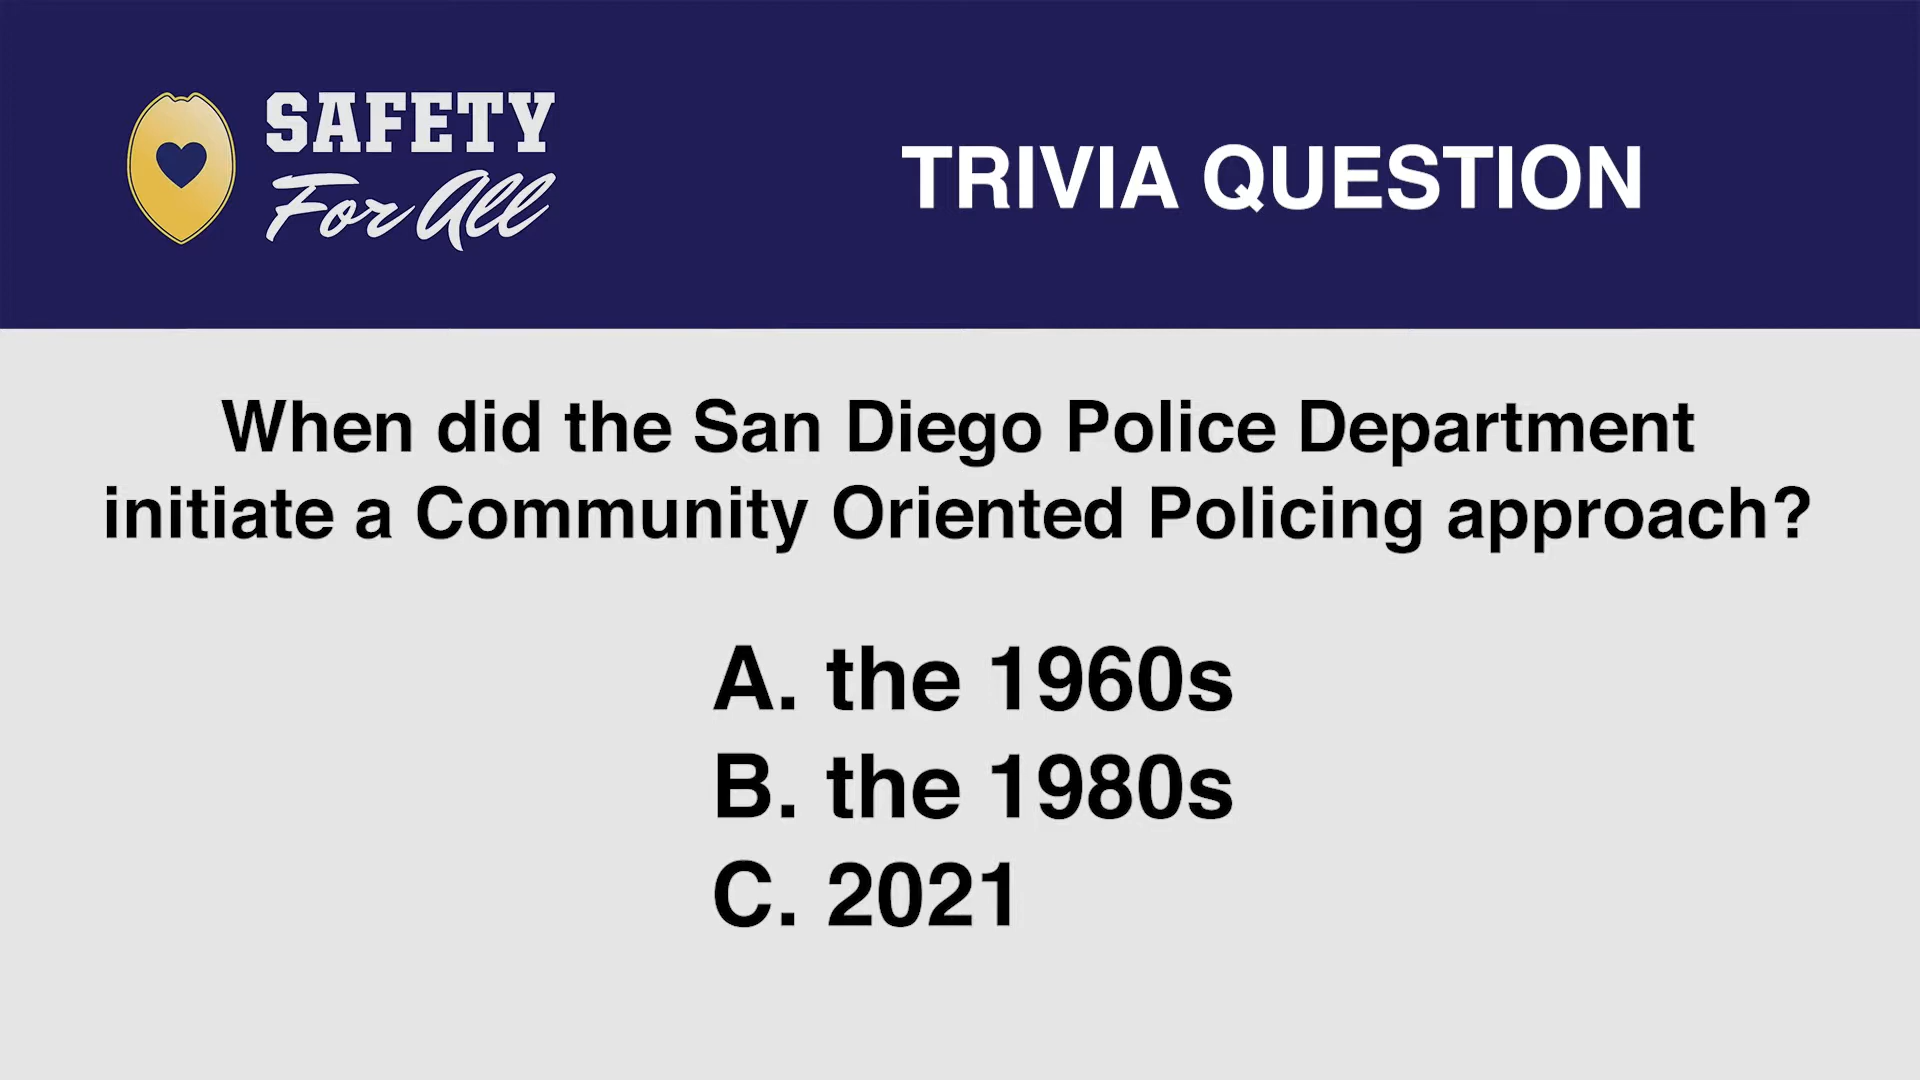 SAFETY
For All
TRIVIA QUESTION
When did the San Diego Police Department
initiate a Community Oriented Policing approach?
A. the 1960s
B. the 1980s
C. 2021